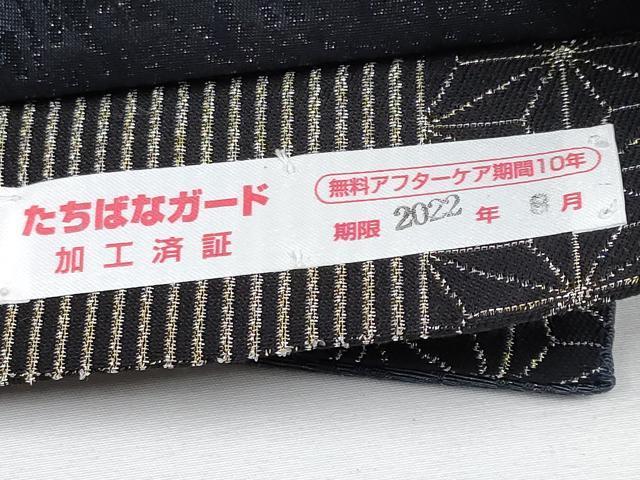 たちばなガード
加工済証
無料アフターケア期間10年
期限 2022 年 8 月